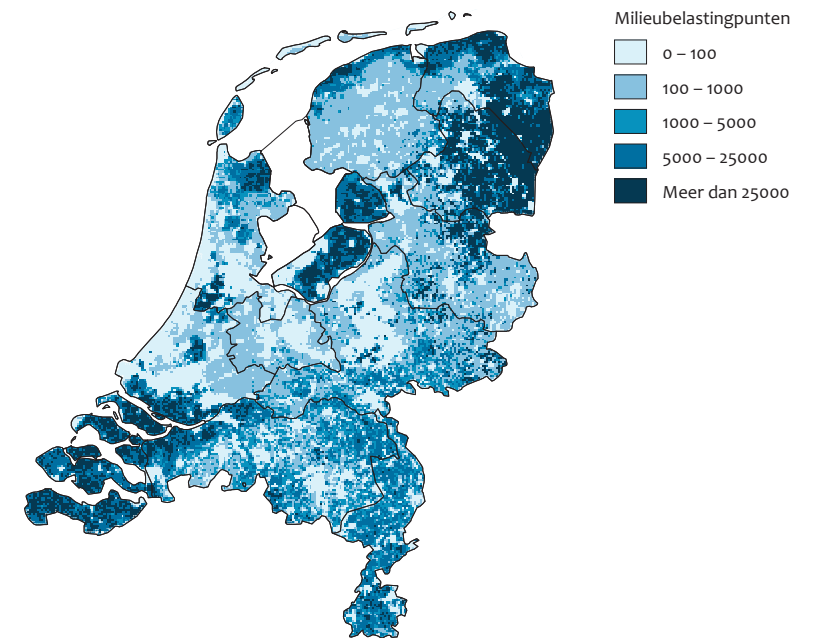 Milieubelastingpunten
0 – 100
100 – 1000
1000 – 5000
5000 – 25000
Meer dan 25000